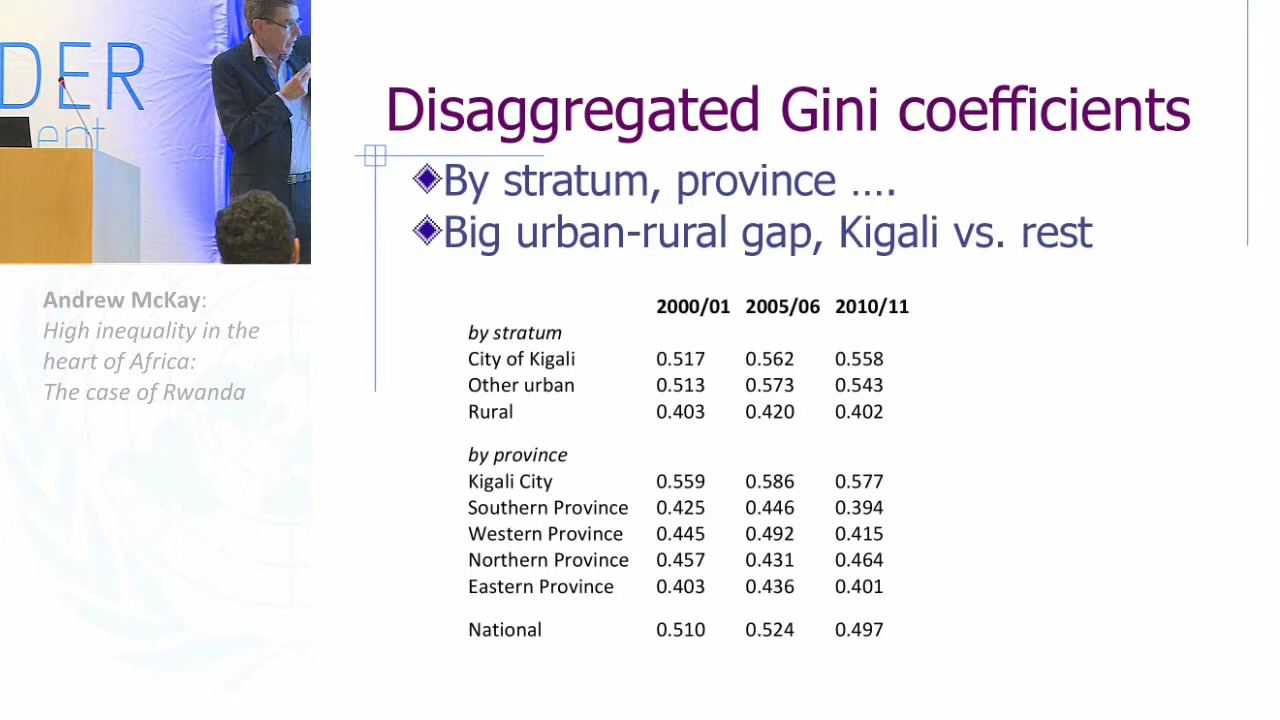 DER
ent
Disaggregated Gini coefficients
By stratum, province ….
Big urban-rural gap, Kigali vs. rest
Andrew McKay:
High inequality in the
heart of Africa:
The case of Rwanda
2000/01 2005/06 2010/11
by stratum
City of Kigali 0.517 0.562 0.558
Other urban 0.513 0.573 0.543
Rural 0.403 0.420 0.402
by province
Kigali City 0.559 0.586 0.577
Southern Province 0.425 0.446 0.394
Western Province 0.445 0.492 0.415
Northern Province 0.457 0.431 0.464
Eastern Province 0.403 0.436 0.401
National 0.510 0.524 0.497